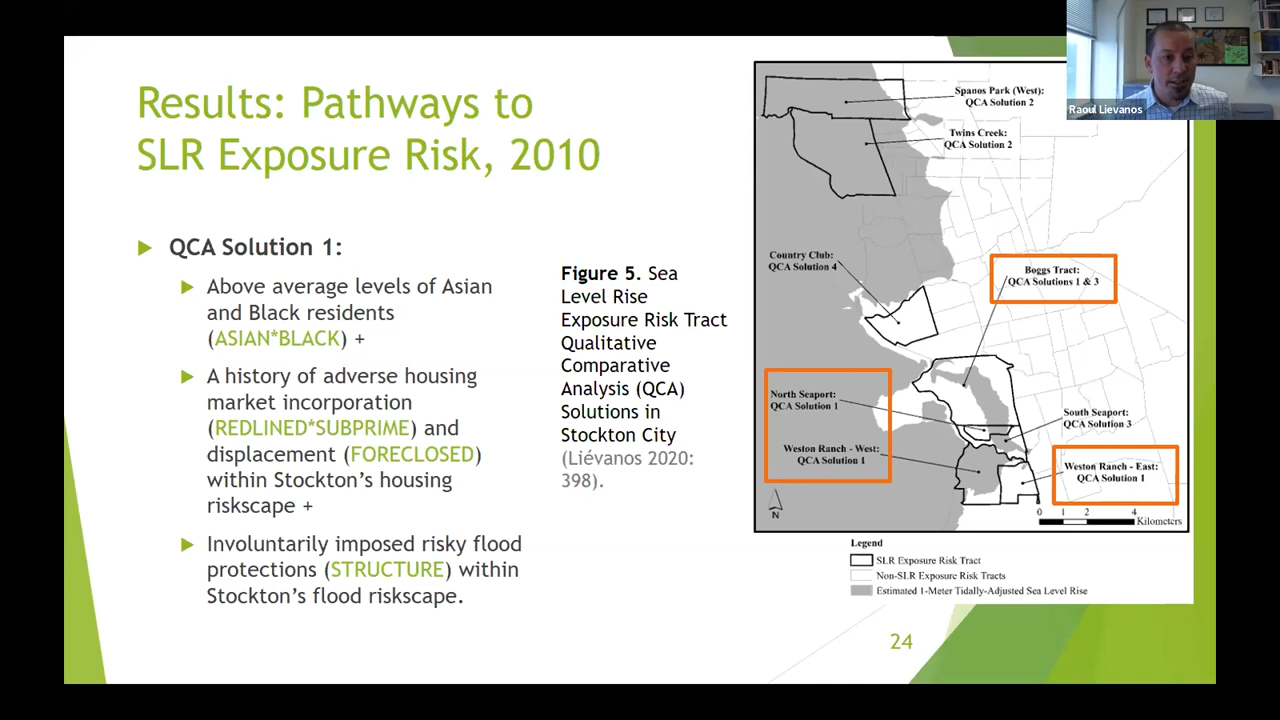 Results: Pathways to
SLR Exposure Risk, 2010
QCA Solution 1:
Above average levels of Asian
and Black residents
(ASIAN*BLACK) +
A history of adverse housing
market incorporation
(REDLINED*SUBPRIME) and
displacement (FORECLOSED)
within Stockton’s housing
riskscape +
Involuntarily imposed risky flood
protections (STRUCTURE) within
Stockton’s flood riskscape.
Figure 5. Sea
Level Rise
Exposure Risk Tract
Qualitative
Comparative
Analysis (QCA)
Solutions in
Stockton City
(Liévanos 2020:
398).
Spanos Park (West):
QCA Solution 2
Twins Creek:
QCA Solution 2
Country Club:
QCA Solution 4
Boggs Tract:
QCA Solutions 1 & 3
North Seaport:
QCA Solution 1
South Seaport:
QCA Solution 3
Weston Ranch - West:
QCA Solution 1
Weston Ranch - East:
QCA Solution 1
N
0 1 2 4
Kilometers
Legend
SLR Exposure Risk Tract
Non-SLR Exposure Risk Tracts
Estimated 1-Meter Tidally-Adjusted Sea Level Rise
24
Raoul Lievanos